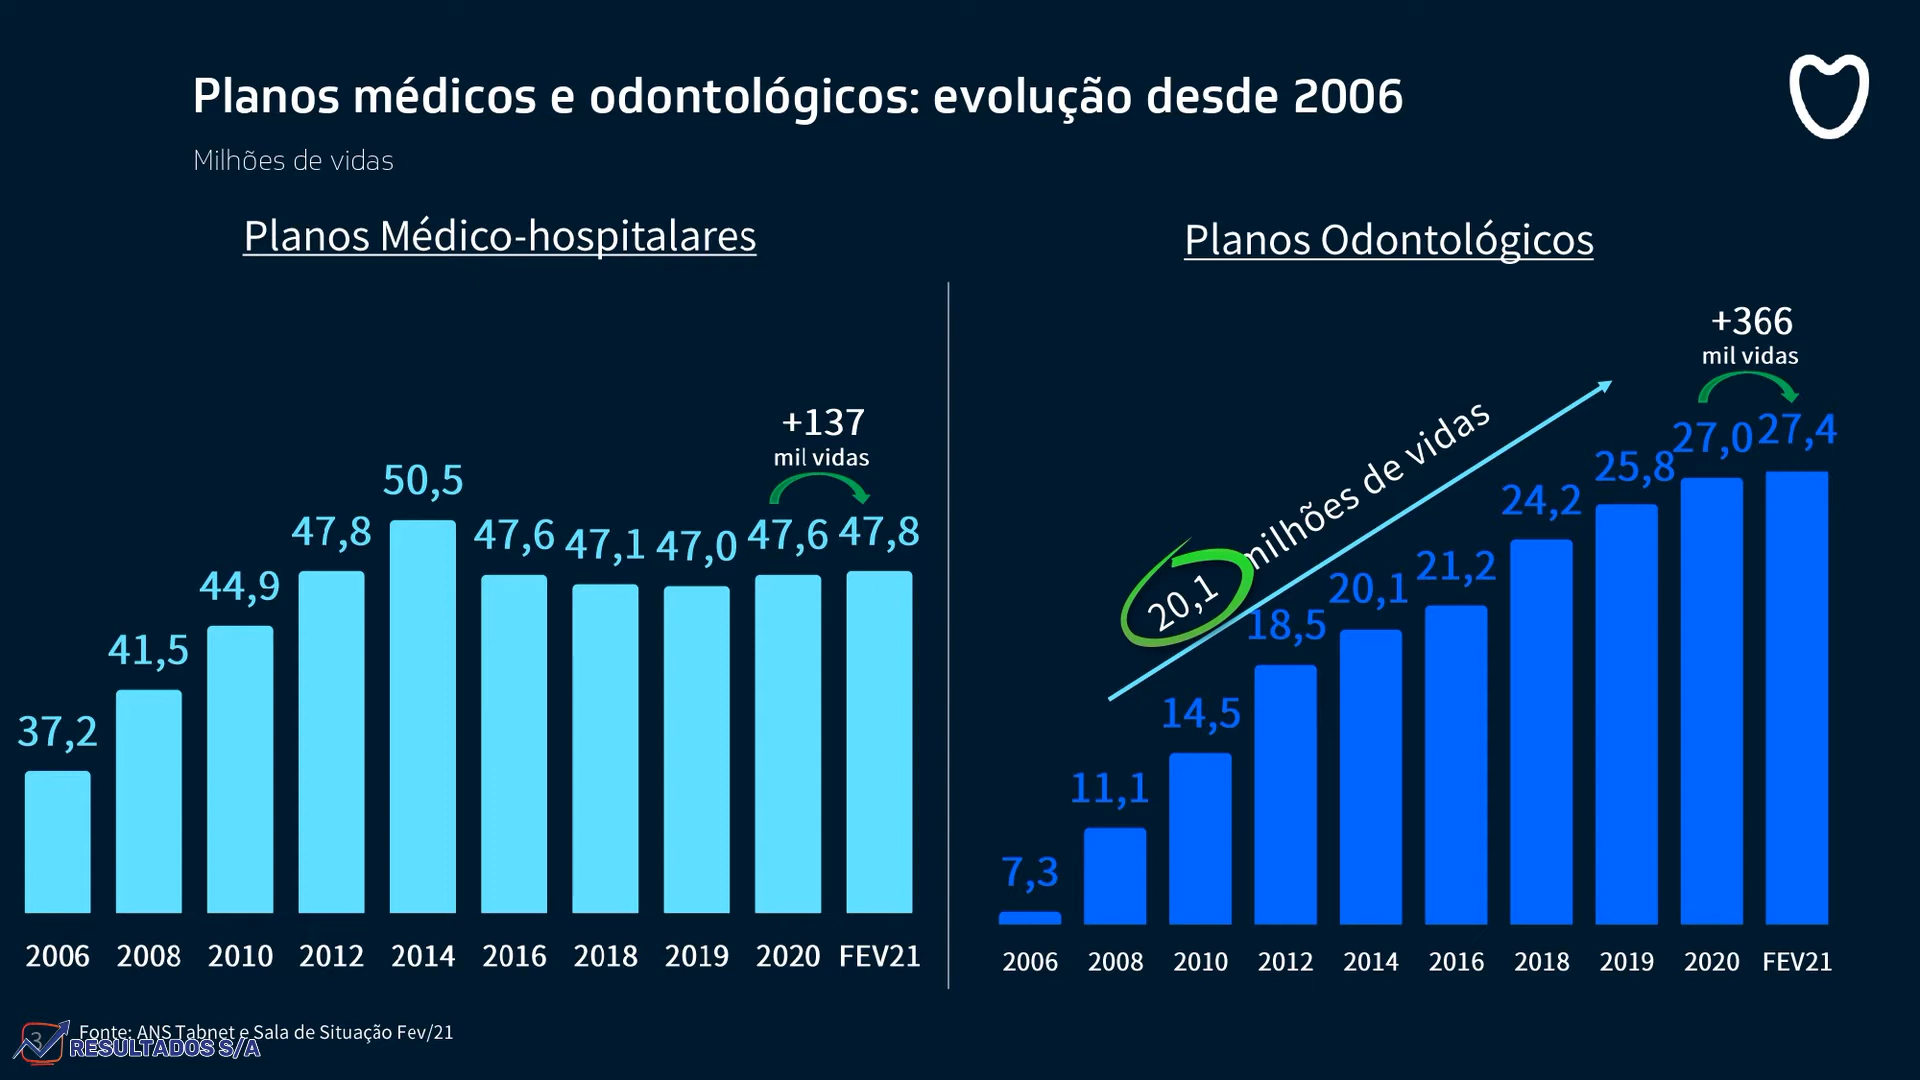 Planos médicos e odontológicos: evolução desde 2006
Milhões de vidas
Planos Médico-hospitalares
+137
mil vidas
37,2
41,5
44,9
47,8
50,5
47,6
47,1
47,0
47,6
47,8
2006 2008 2010 2012 2014 2016 2018 2019 2020 FEV21
Planos Odontológicos
+366
mil vidas
20,1 milhões de vidas
7,3
11,1
14,5
18,5
20,1
21,2
24,2
25,8
27,0
27,4
2006 2008 2010 2012 2014 2016 2018 2019 2020 FEV21
Fonte: ANS Tabnet e Sala de Situação Fev/21
3
RESULTADOS S/A